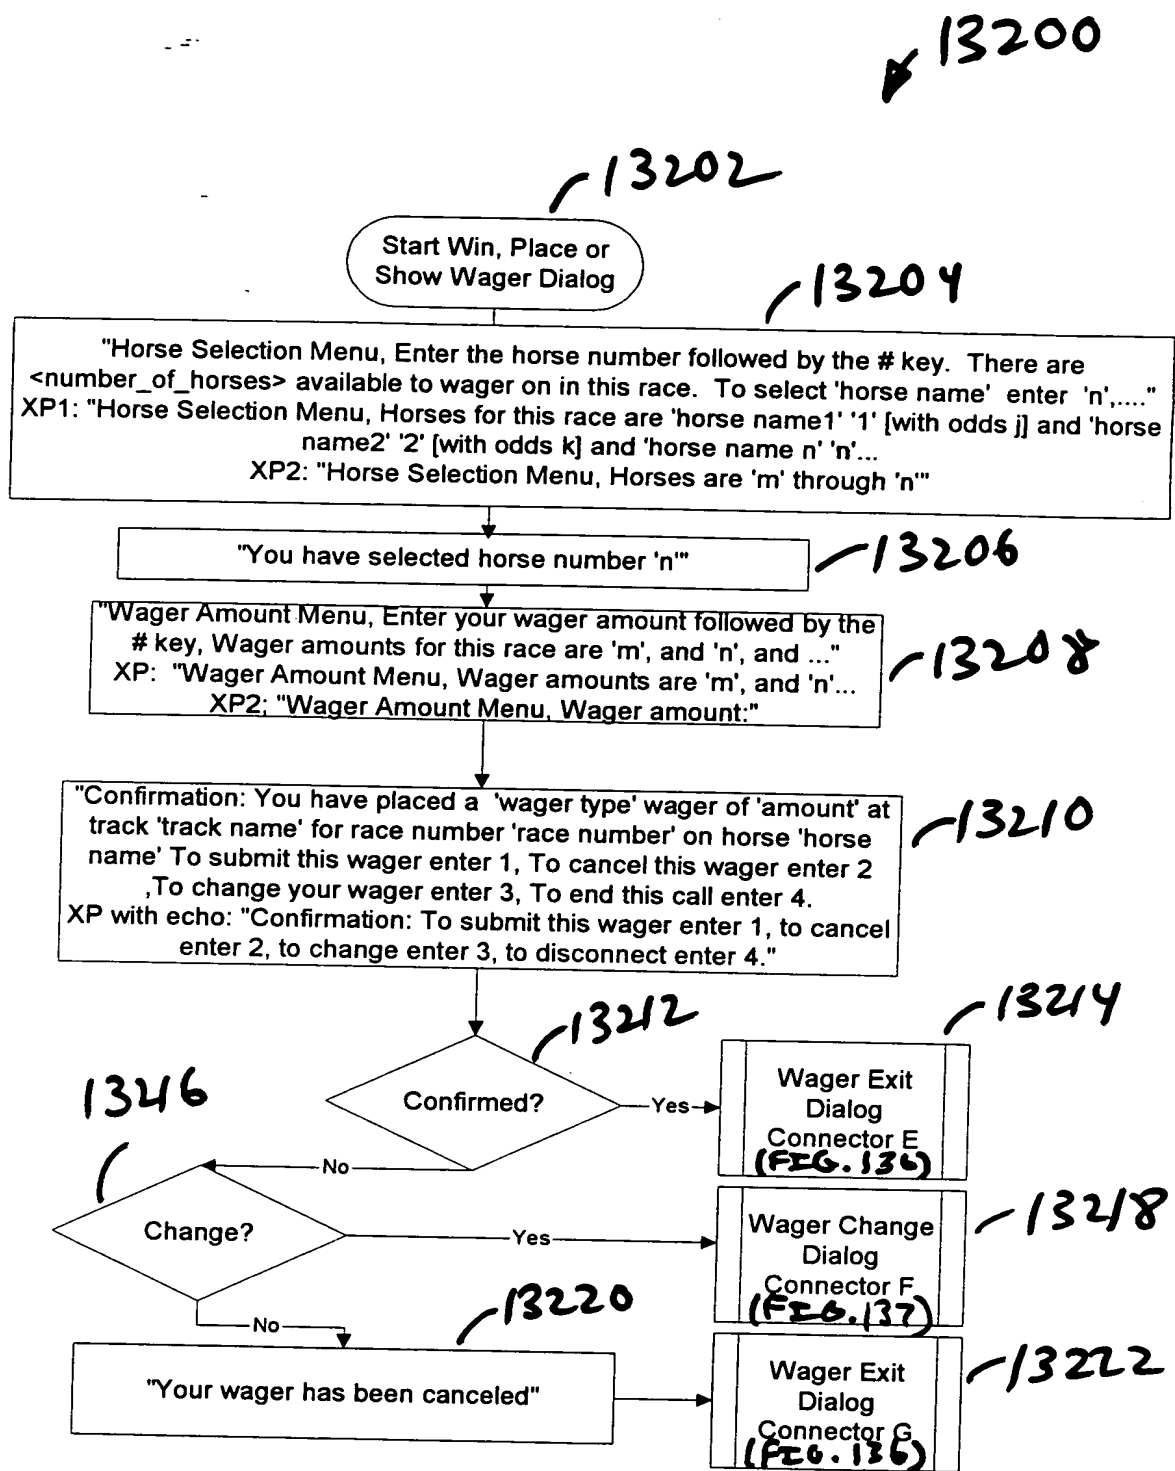 13200
13202
Start Win, Place or
Show Wager Dialog
13204
"Horse Selection Menu, Enter the horse number followed by the # key. There are
<number_of_horses> available to wager on in this race. To select 'horse name' enter 'n',...."
XP1: "Horse Selection Menu, Horses for this race are 'horse name1' '1' [with odds j] and 'horse
name2' '2' [with odds k] and 'horse name n' 'n'...
XP2: "Horse Selection Menu, Horses are 'm' through 'n'"
"You have selected horse number 'n'"
13206
"Wager Amount Menu, Enter your wager amount followed by the
# key, Wager amounts for this race are 'm', and 'n', and ..."
XP: "Wager Amount Menu, Wager amounts are 'm', and 'n'...
XP2; "Wager Amount Menu, Wager amount:"
13208
"Confirmation: You have placed a 'wager type' wager of 'amount' at
track 'track name' for race number 'race number' on horse 'horse
name' To submit this wager enter 1, To cancel this wager enter 2
,To change your wager enter 3, To end this call enter 4.
XP with echo: "Confirmation: To submit this wager enter 1, to cancel
enter 2, to change enter 3, to disconnect enter 4."
13210
13212
Confirmed?
Yes
13214
Wager Exit
Dialog
Connector E
(FIG. 136)
No
13216
Change?
Yes
Wager Change
Dialog
Connector F
(FIG. 137)
13218
No
13220
"Your wager has been canceled"
Wager Exit
Dialog
Connector G
(FIG. 136)
13222